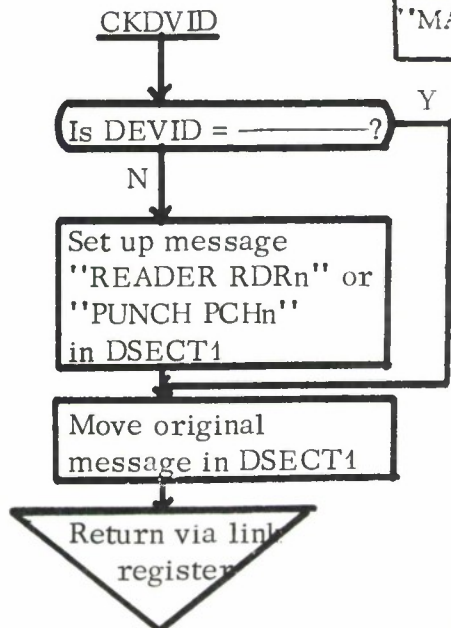 CKDVID
"MA
Is DEVID = ————?
Y
N
Set up message
"READER RDRn" or
"PUNCH PCHn"
in DSECT1
Move original
message in DSECT1
Return via link
register